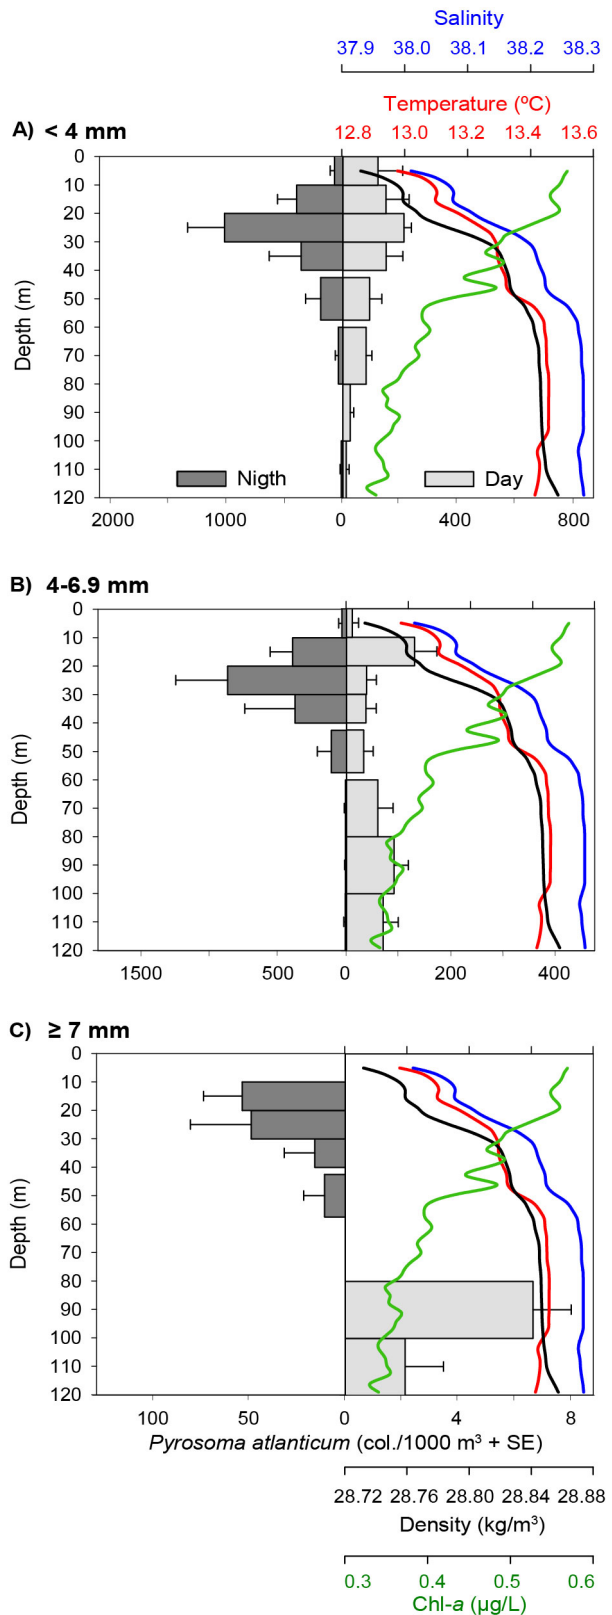 Salinity
37.9 38.0 38.1 38.2 38.3
Temperature (ºC)
A) < 4 mm
12.8 13.0 13.2 13.4 13.6
0
10
20
30
40
50
60
70
80
90
100
110
120
Depth (m)
Nigth Day
2000 1000 0 400 800
B) 4-6.9 mm
0
10
20
30
40
50
60
70
80
90
100
110
120
Depth (m)
1500 500 0 200 400
C) ≥ 7 mm
0
10
20
30
40
50
60
70
80
90
100
110
120
Depth (m)
100 50 0 4 8
Pyrosoma atlanticum (col./1000 m³ + SE)
28.72 28.76 28.80 28.84 28.88
Density (kg/m³)
0.3 0.4 0.5 0.6
Chl-a (µg/L)